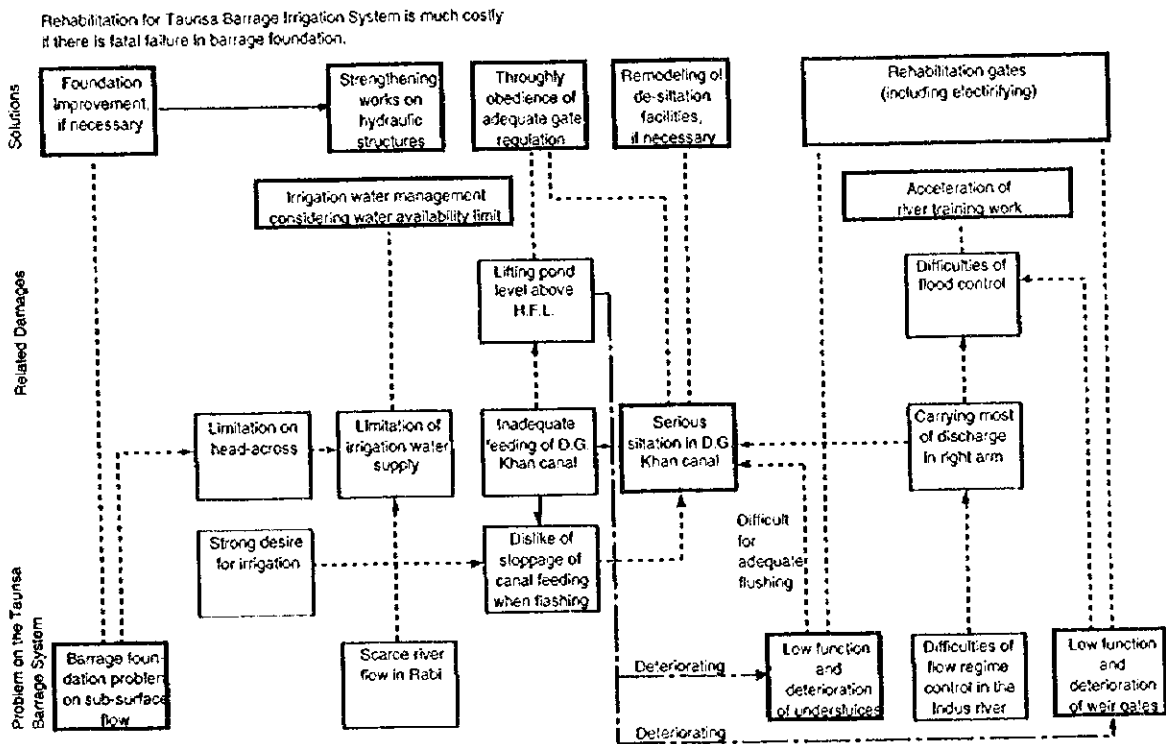 Rehabilitation for Taunsa Barrage Irrigation System is much costly
if there is fatal failure in barrage foundation.
Solutions
Foundation
Improvement,
if necessary
Strengthening
works on
hydraulic
structures
Throughly
obedience of
adequate gate
regulation
Remodeling of
de-siltation
facilities,
if necessary
Rehabilitation gates
(including electirifying)
Irrigation water management
considering water availability limit
Acceleration of
river training work
Related Damages
Lifting pond
level above
H.F.L.
Difficulties of
flood control
Limitation on
head-across
Limitation of
irrigation water
supply
Inadequate
feeding of D.G.
Khan canal
Serious
siltation in D.G.
Khan canal
Carrying most
of discharge
in right arm
Strong desire
for irrigation
Dislike of
stoppage of
canal feeding
when flashing
Difficult
for
adequate
flushing
Problem on the Taunsa
Barrage System
Barrage foun-
dation problem
on sub-surface
flow
Scarce river
flow in Rabi
Deteriorating
Low function
and
deterioration
of undersluices
Difficulties of
flow regime
control in the
Indus river
Low function
and
deterioration
of weir gates
Deteriorating